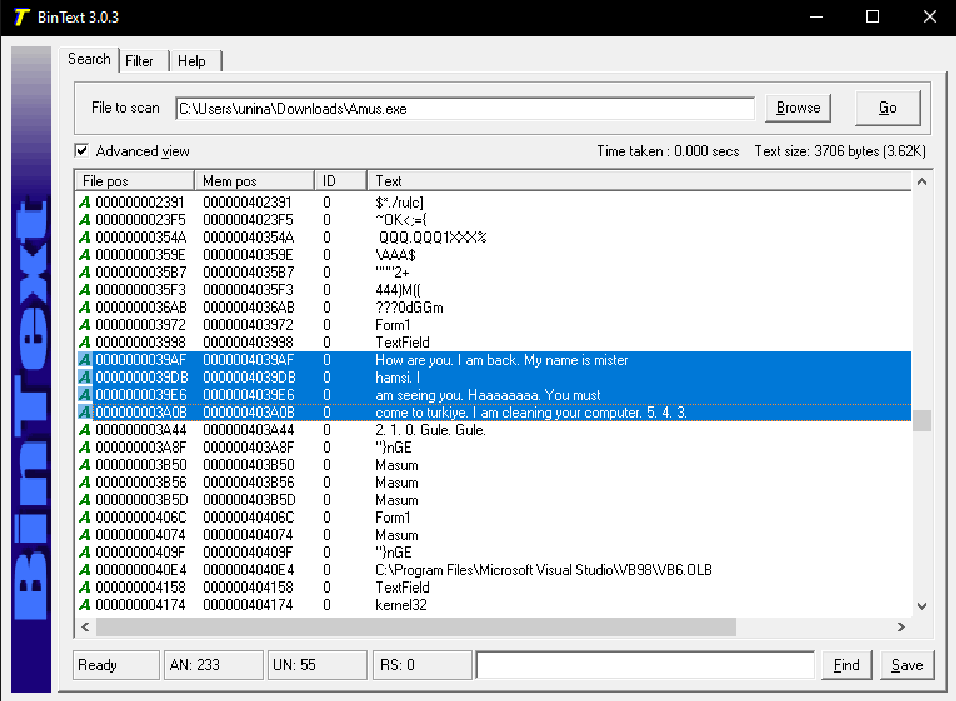 BinText 3.0.3
Search Filter Help
File to scan C:\Users\unina\Downloads\Amus.exe Browse Go
Advanced view Time taken : 0.000 secs Text size: 3706 bytes (3.62K)
File pos Mem pos ID Text
A 000000002391 000000402391 0 $*./ru|c]
A 0000000023F5 0000004023F5 0 ~OK<;={
A 00000000354A 00000040354A 0 QQQ.QQQ1XXX%
A 00000000359E 00000040359E 0 \AAA$
A 0000000035B7 0000004035B7 0 """2+
A 0000000035F3 0000004035F3 0 444)M((
A 0000000036AB 0000004036AB 0 ???0dGGm
A 000000003972 000000403972 0 Form1
A 000000003998 000000403998 0 TextField
A 0000000039AF 0000004039AF 0 How are you. I am back. My name is mister
A 0000000039DB 0000004039DB 0 hamsi. I
A 0000000039E6 0000004039E6 0 am seeing you. Haaaaaaaa. You must
A 000000003A0B 000000403A0B 0 come to turkiye. I am cleaning your computer. 5. 4. 3.
A 000000003A44 000000403A44 0 2. 1. 0. Gule. Gule.
A 000000003A8F 000000403A8F 0 "}nGE
A 000000003B50 000000403B50 0 Masum
A 000000003B56 000000403B56 0 Masum
A 000000003B5D 000000403B5D 0 Masum
A 00000000406C 00000040406C 0 Form1
A 000000004074 000000404074 0 Masum
A 00000000409F 00000040409F 0 "}nGE
A 0000000040E4 0000004040E4 0 C:\Program Files\Microsoft Visual Studio\VB98\VB6.OLB
A 000000004158 000000404158 0 TextField
A 000000004174 000000404174 0 kernel32
Ready AN: 233 UN: 55 RS: 0 Find Save
BinText